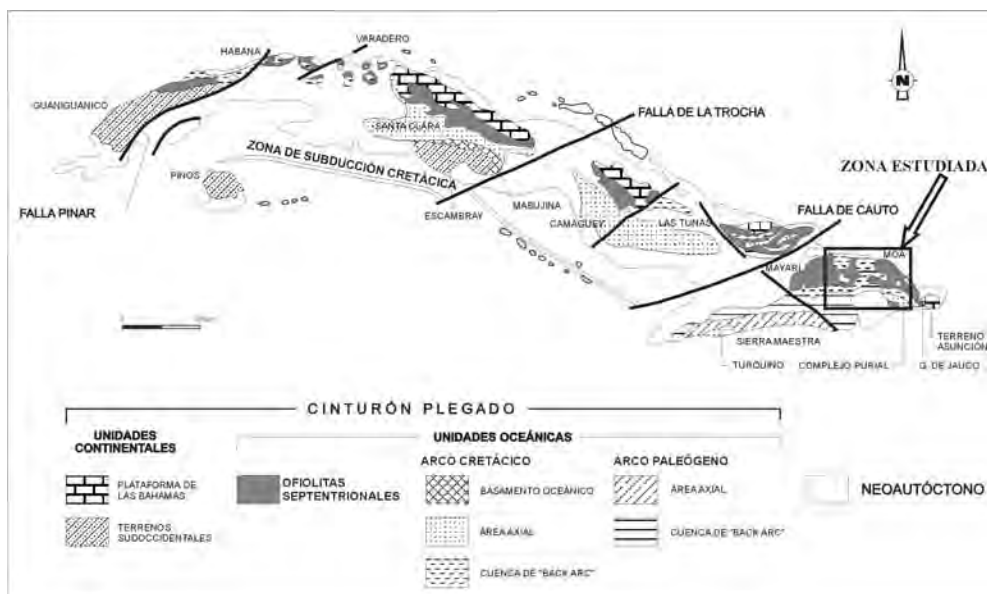 VARADERO
HABANA
N
GUANIGUANICO
FALLA DE LA TROCHA
SANTA CLARA
ZONA ESTUDIADA
ZONA DE SUBDUCCIÓN CRETÁCICA
PINOS
MABUJINA
FALLA PINAR
ESCAMBRAY
CAMAGUEY
LAS TUNAS
FALLA DE CAUTO
MOA
MAYARÍ
SIERRA MAESTRA
TERRENO
ASUNCIÓN
TURQUINO
COMPLEJO PURIAL
G. DE JAUCO
CINTURÓN PLEGADO
UNIDADES
CONTINENTALES
UNIDADES OCEÁNICAS
ARCO CRETÁCICO
ARCO PALEÓGENO
PLATAFORMA DE
LAS BAHAMAS
OFIOLITAS
SEPTENTRIONALES
BASAMENTO OCEÁNICO
ÁREA AXIAL
NEOAUTÓCTONO
TERRENOS
SUDOCCIDENTALES
ÁREA AXIAL
CUENCA DE "BACK ARC"
CUENCA DE "BACK ARC"